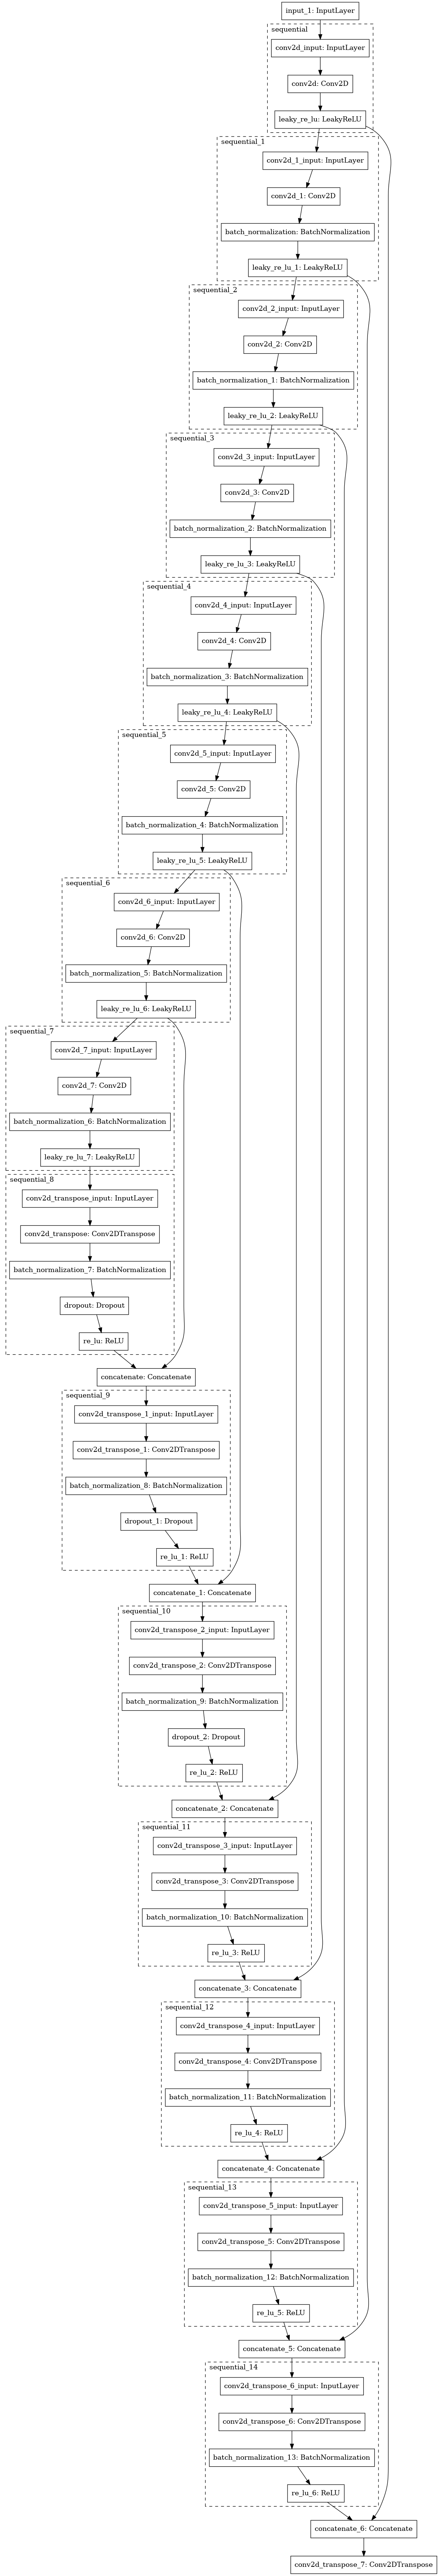 input_1: InputLayer
sequential
conv2d_input: InputLayer
conv2d: Conv2D
leaky_re_lu: LeakyReLU
sequential_1
conv2d_1_input: InputLayer
conv2d_1: Conv2D
batch_normalization: BatchNormalization
leaky_re_lu_1: LeakyReLU
sequential_2
conv2d_2_input: InputLayer
conv2d_2: Conv2D
batch_normalization_1: BatchNormalization
leaky_re_lu_2: LeakyReLU
sequential_3
conv2d_3_input: InputLayer
conv2d_3: Conv2D
batch_normalization_2: BatchNormalization
leaky_re_lu_3: LeakyReLU
sequential_4
conv2d_4_input: InputLayer
conv2d_4: Conv2D
batch_normalization_3: BatchNormalization
leaky_re_lu_4: LeakyReLU
sequential_5
conv2d_5_input: InputLayer
conv2d_5: Conv2D
batch_normalization_4: BatchNormalization
leaky_re_lu_5: LeakyReLU
sequential_6
conv2d_6_input: InputLayer
conv2d_6: Conv2D
batch_normalization_5: BatchNormalization
leaky_re_lu_6: LeakyReLU
sequential_7
conv2d_7_input: InputLayer
conv2d_7: Conv2D
batch_normalization_6: BatchNormalization
leaky_re_lu_7: LeakyReLU
sequential_8
conv2d_transpose_input: InputLayer
conv2d_transpose: Conv2DTranspose
batch_normalization_7: BatchNormalization
dropout: Dropout
re_lu: ReLU
concatenate: Concatenate
sequential_9
conv2d_transpose_1_input: InputLayer
conv2d_transpose_1: Conv2DTranspose
batch_normalization_8: BatchNormalization
dropout_1: Dropout
re_lu_1: ReLU
concatenate_1: Concatenate
sequential_10
conv2d_transpose_2_input: InputLayer
conv2d_transpose_2: Conv2DTranspose
batch_normalization_9: BatchNormalization
dropout_2: Dropout
re_lu_2: ReLU
concatenate_2: Concatenate
sequential_11
conv2d_transpose_3_input: InputLayer
conv2d_transpose_3: Conv2DTranspose
batch_normalization_10: BatchNormalization
re_lu_3: ReLU
concatenate_3: Concatenate
sequential_12
conv2d_transpose_4_input: InputLayer
conv2d_transpose_4: Conv2DTranspose
batch_normalization_11: BatchNormalization
re_lu_4: ReLU
concatenate_4: Concatenate
sequential_13
conv2d_transpose_5_input: InputLayer
conv2d_transpose_5: Conv2DTranspose
batch_normalization_12: BatchNormalization
re_lu_5: ReLU
concatenate_5: Concatenate
sequential_14
conv2d_transpose_6_input: InputLayer
conv2d_transpose_6: Conv2DTranspose
batch_normalization_13: BatchNormalization
re_lu_6: ReLU
concatenate_6: Concatenate
conv2d_transpose_7: Conv2DTranspose